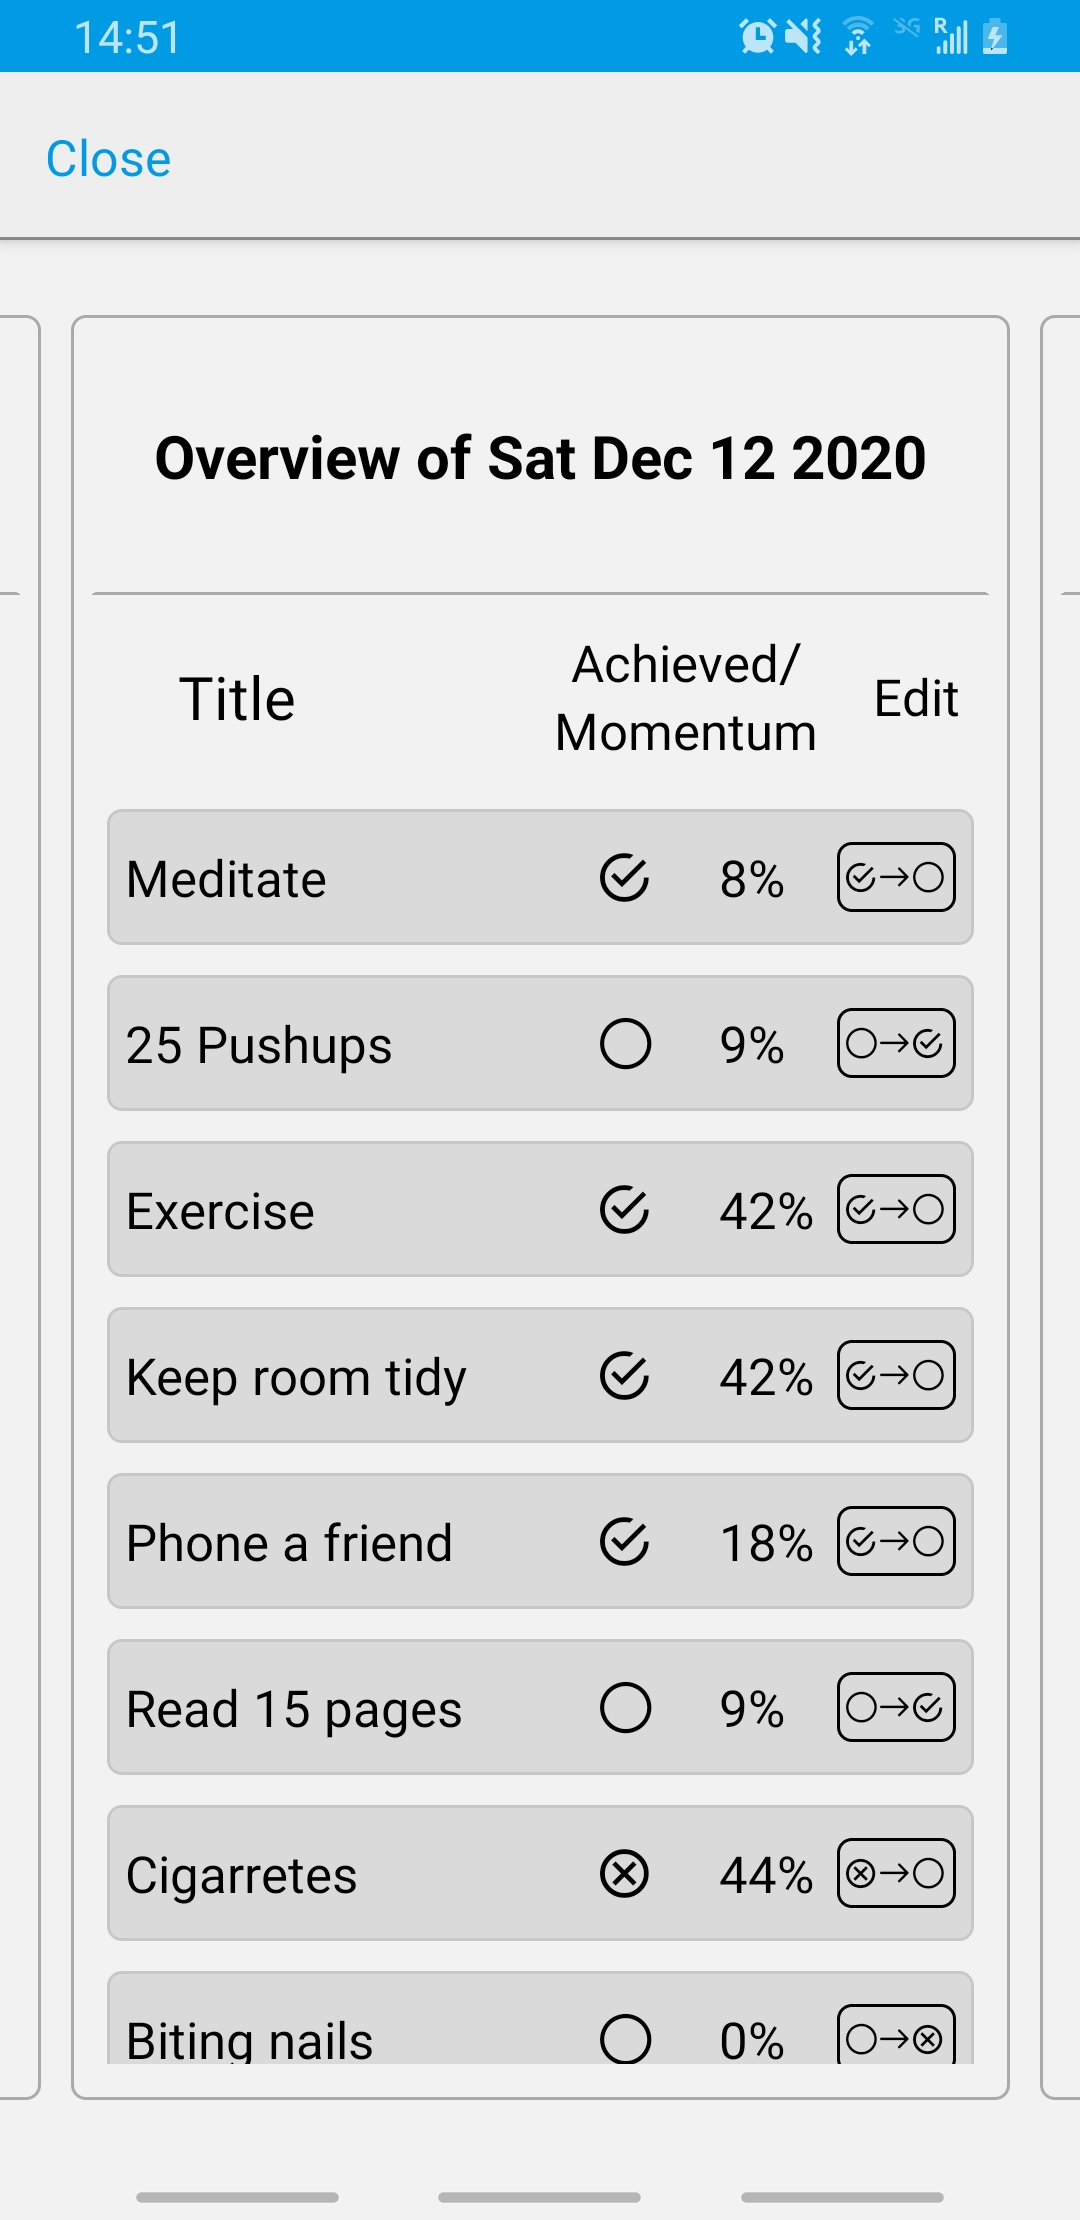 14:51
3G R
Close
Overview of Sat Dec 12 2020
Title
Achieved/
Momentum
Edit
Meditate 8%
25 Pushups 9%
Exercise 42%
Keep room tidy 42%
Phone a friend 18%
Read 15 pages 9%
Cigarretes 44%
Biting nails 0%